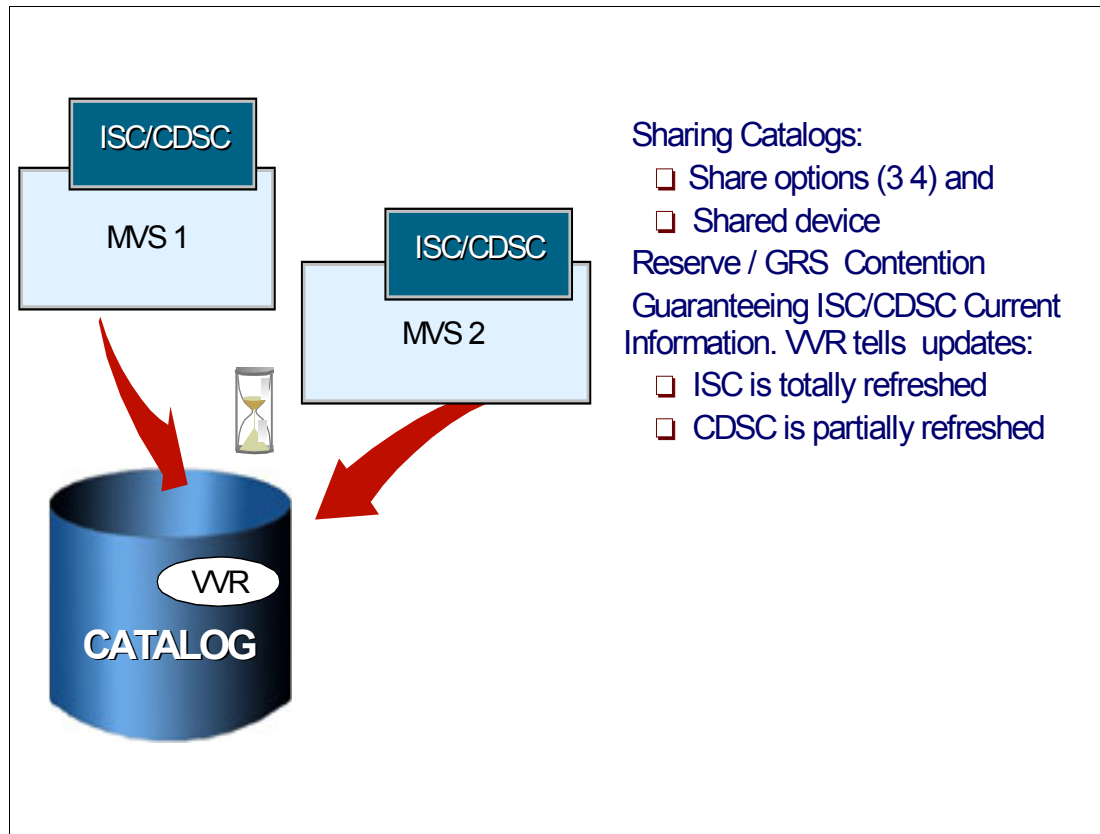 ISC/CDSC
MVS 1
ISC/CDSC
MVS 2
VVR
CATALOG
Sharing Catalogs:
❑ Share options (3 4) and
❑ Shared device
Reserve / GRS Contention
Guaranteeing ISC/CDSC Current
Information. VVR tells updates:
❑ ISC is totally refreshed
❑ CDSC is partially refreshed